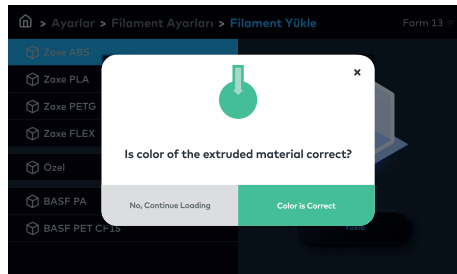 > Ayarlar > Filament Ayarları > Filament Yükle
Farm 13
Zaxe ABS
Zaxe PLA
Zaxe PETG
Zaxe FLEX
Özel
BASF PA
BASF PET CF15
×
Is color of the extruded material correct?
No, Continue Loading
Color is Correct
Yükle